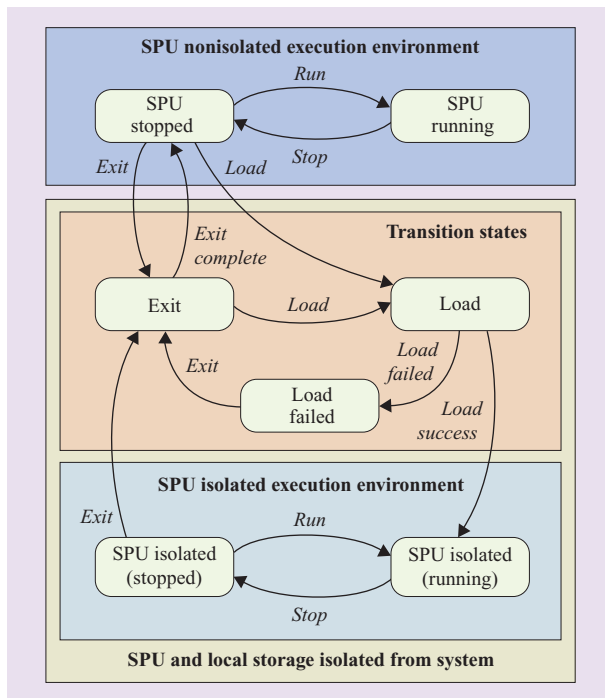 SPU nonisolated execution environment
Run
SPU
stopped
SPU
running
Stop
Exit
Load
Exit
complete
Transition states
Exit
Load
Load
Exit
Load
failed
Load
failed
Load
success
SPU isolated execution environment
Exit
Run
SPU isolated
(stopped)
SPU isolated
(running)
Stop
SPU and local storage isolated from system